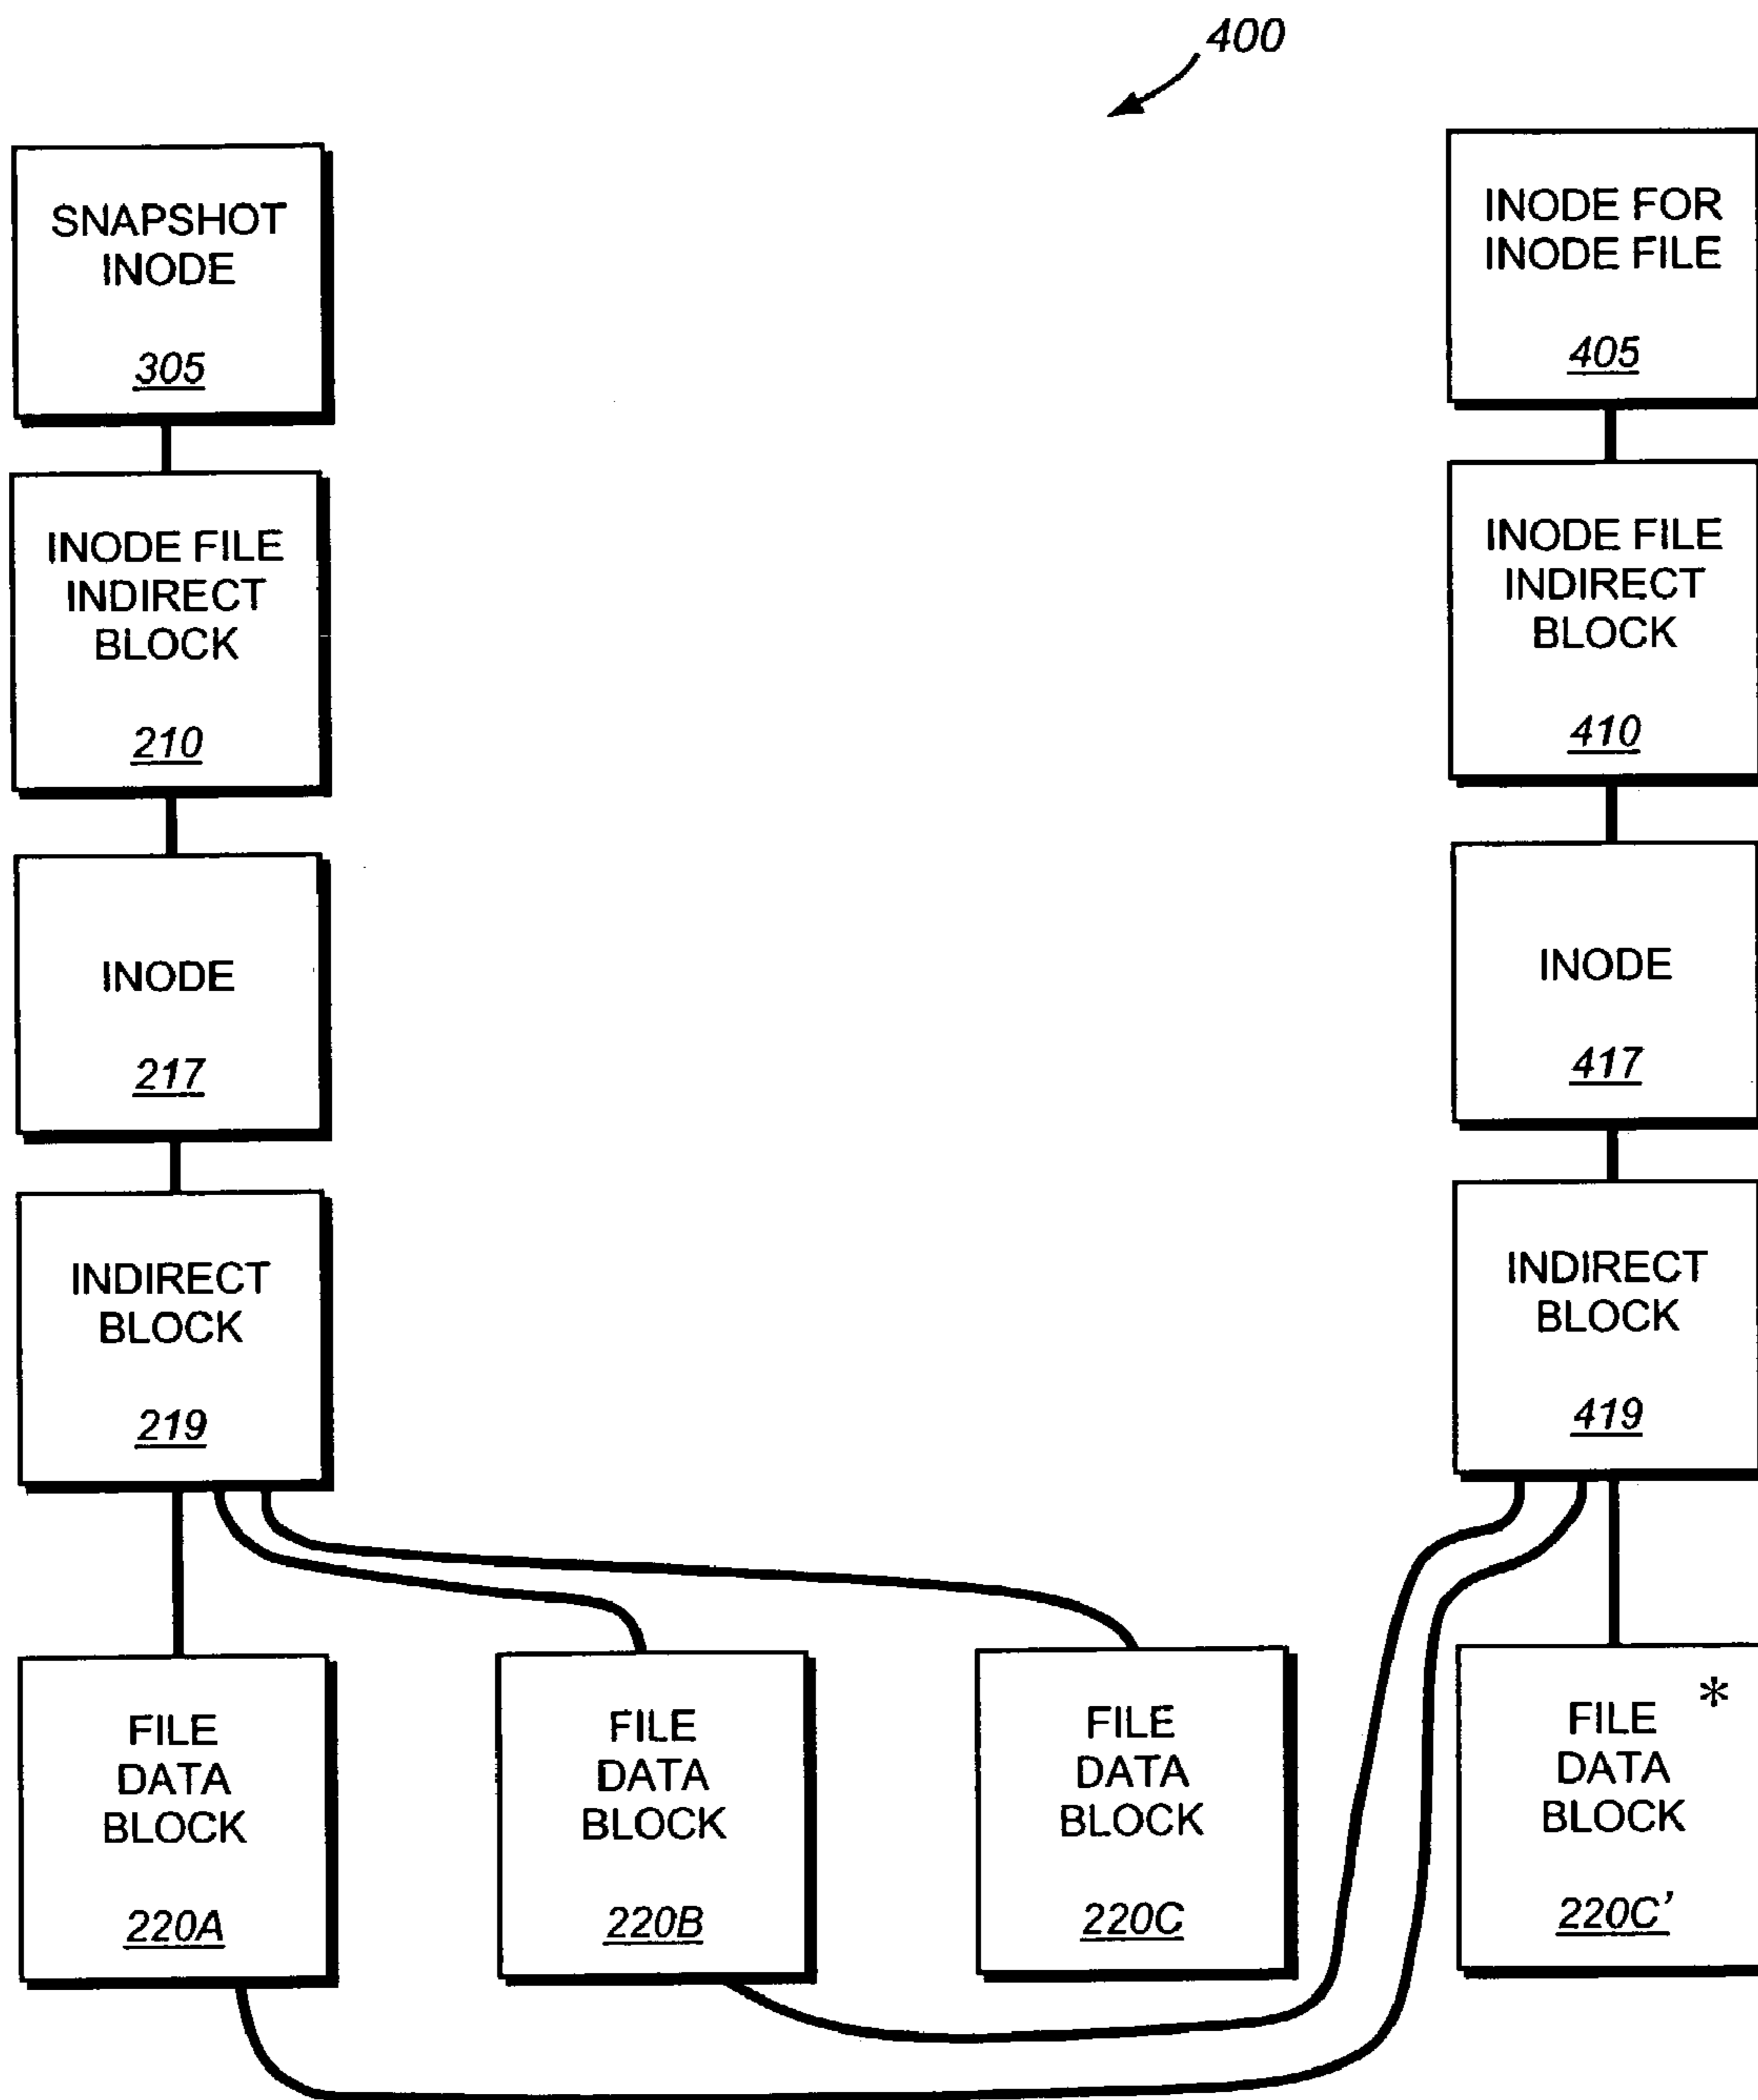 400
SNAPSHOT
INODE
305
INODE FOR
INODE FILE
405
INODE FILE
INDIRECT
BLOCK
210
INODE FILE
INDIRECT
BLOCK
410
INODE
217
INODE
417
INDIRECT
BLOCK
219
INDIRECT
BLOCK
419
FILE
DATA
BLOCK
220A
FILE
DATA
BLOCK
220B
FILE
DATA
BLOCK
220C
*
FILE
DATA
BLOCK
220C'